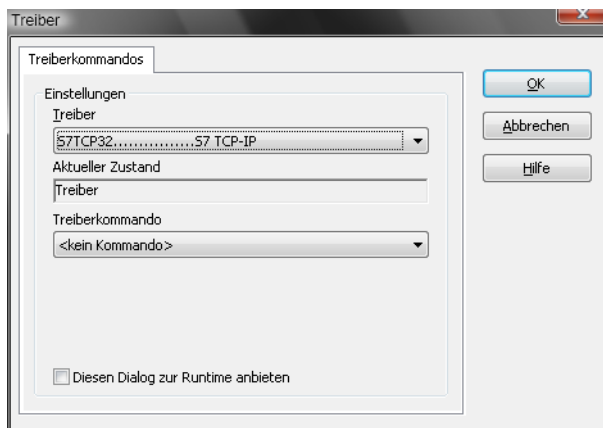 Treiber
Treiberkommandos
Einstellungen
Treiber
S7TCP32................S7 TCP-IP
Aktueller Zustand
Treiber
Treiberkommando
<kein Kommando>
Diesen Dialog zur Runtime anbieten
OK
Abbrechen
Hilfe